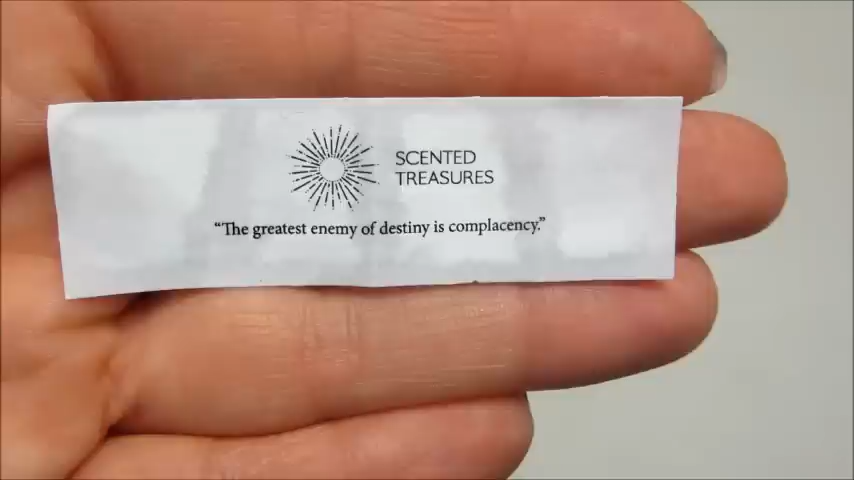 SCENTED
TREASURES
“The greatest enemy of destiny is complacency.”